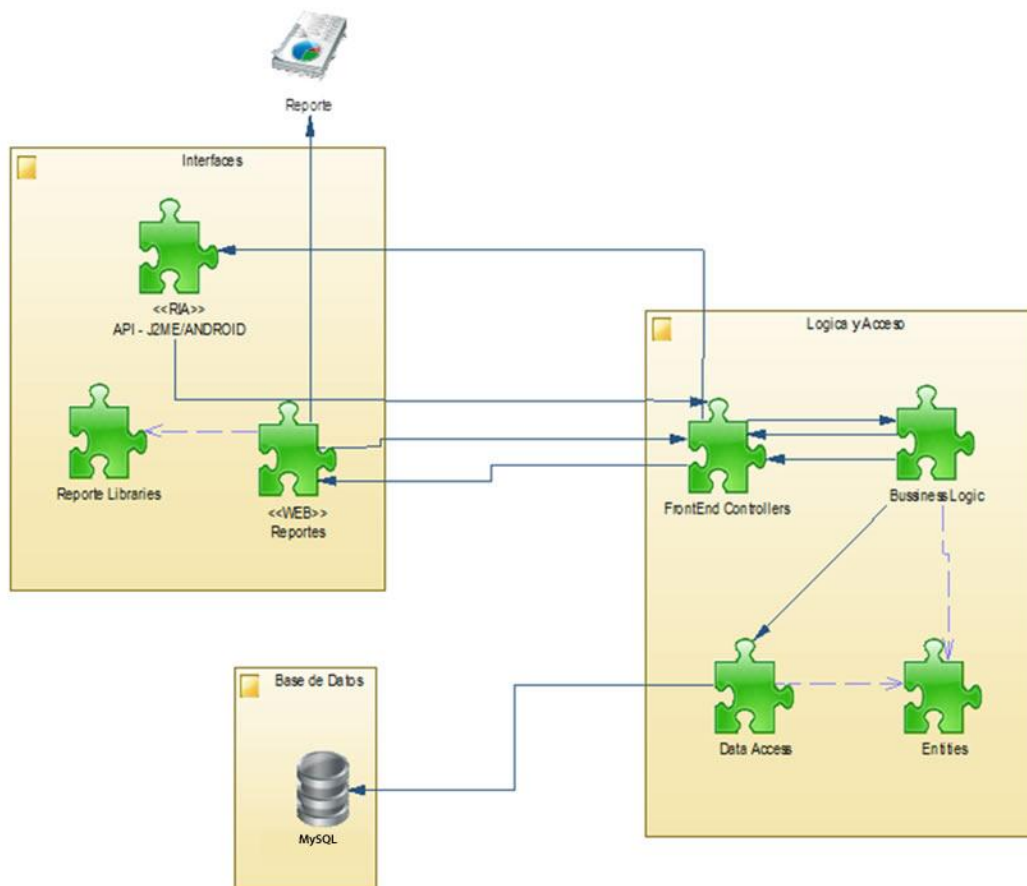 Reporte
Interfaces
<<RIA>>
API - J2ME/ANDROID
Reporte Libraries
<<WEB>>
Reportes
Logica y Acceso
FrontEnd Controllers
Bussiness Logic
Data Access
Entities
Base de Datos
MySQL